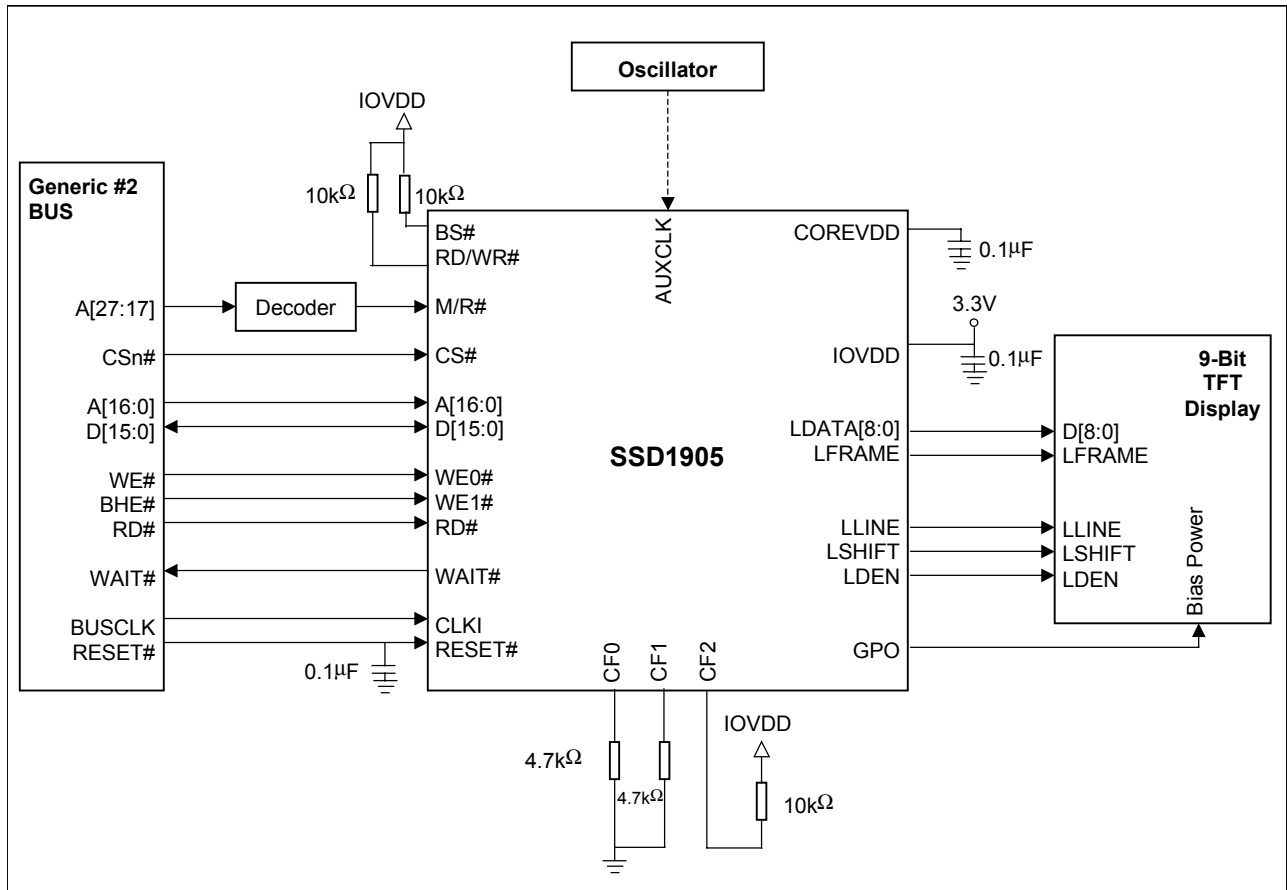 Oscillator
IOVDD
Generic #2
BUS
10kΩ
10kΩ
BS#
RD/WR#
AUXCLK
COREVDD
0.1μF
A[27:17]
Decoder
M/R#
3.3V
CSn#
CS#
IOVDD
0.1μF
9-Bit
TFT
Display
A[16:0]
D[15:0]
A[16:0]
D[15:0]
SSD1905
LDATA[8:0]
LFRAME
D[8:0]
LFRAME
WE#
BHE#
RD#
WE0#
WE1#
RD#
LLINE
LSHIFT
LDEN
LLINE
LSHIFT
LDEN
Bias Power
WAIT#
WAIT#
BUSCLK
RESET#
CLKI
RESET#
0.1μF
CF0
CF1
CF2
GPO
IOVDD
4.7kΩ
4.7kΩ
10kΩ